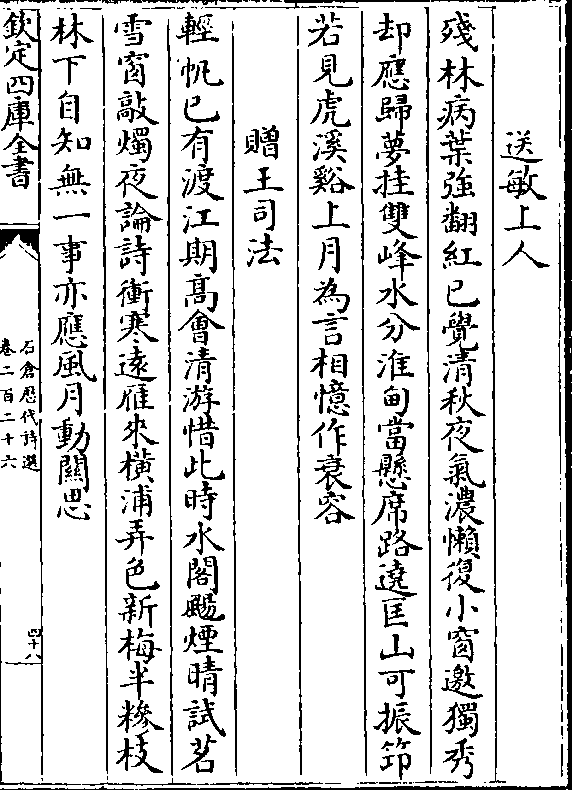 送敏上人
殘林病葉強翻紅已覺清秋夜氣濃懶復小窗邀獨秀
却應歸夢挂雙峰水分淮甸當懸席路遶匡山可振笻
若見虎溪谿上月為言相憶作衰容
贈王司法
輕帆已有渡江期髙會清游惜此時水閣颺煙晴試茗
雪窗敲燭夜論詩衝寒遠雁來横浦弄色新梅半糝枝
林下自知無一事亦應風月動闗思
欽定四庫全書
石倉歷代詩選
卷二百二十六
四十八